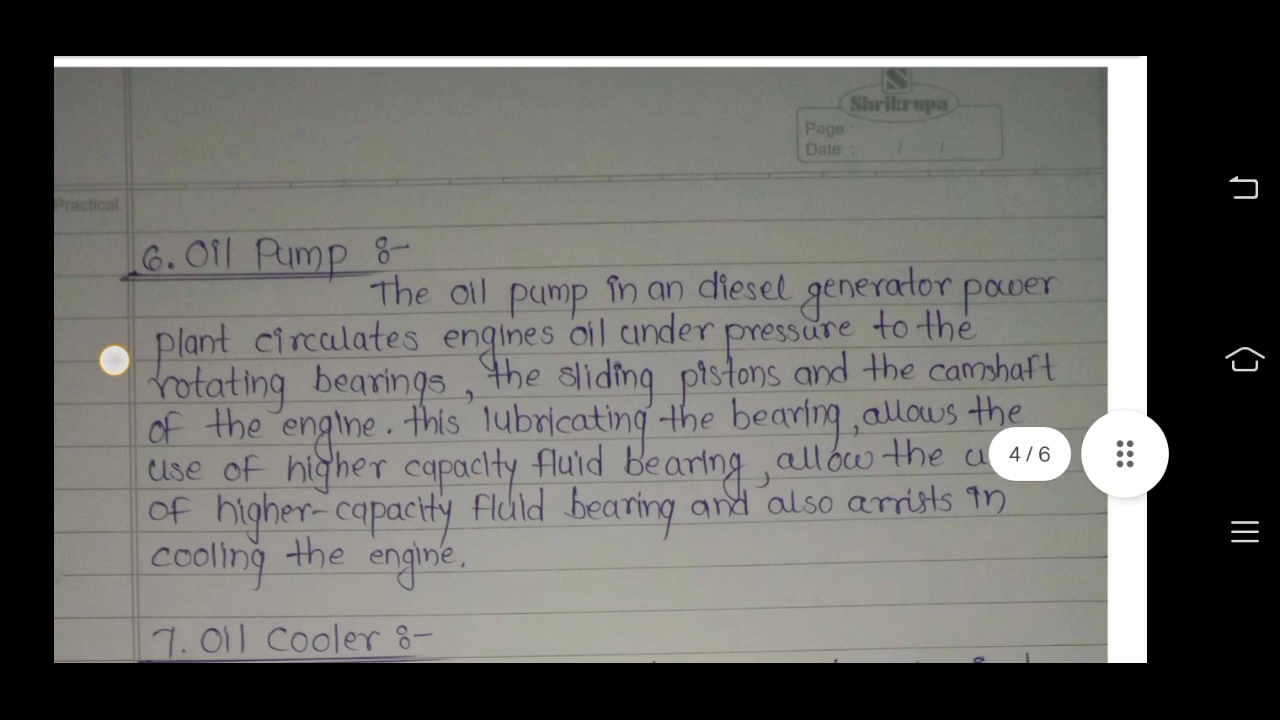 S
Shrikrupa
Page :
Date : / /
Practical
6. Oil Pump :-
The oil pump in an diesel generator power
plant circulates engines oil under pressure to the
rotating bearings, the sliding pistons and the camshaft
of the engine. this lubricating the bearing, allows the
use of higher capacity fluid bearing, allow the u
4 / 6
of higher-capacity fluid bearing and also arrists in
cooling the engine.
7. Oil Cooler :-